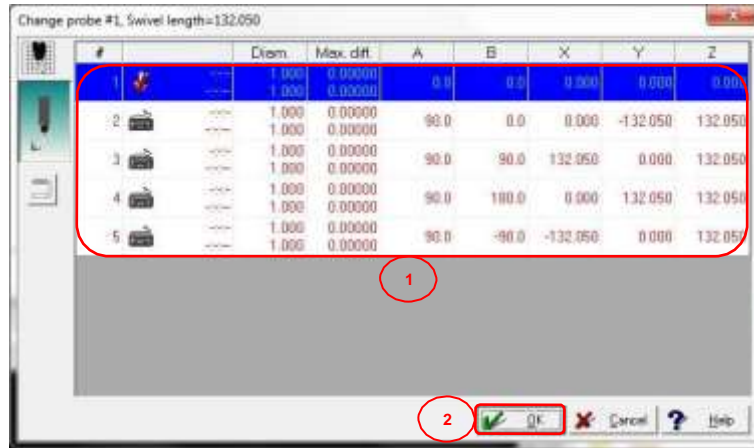 Change probe #1, Swivel length=132.050
# Diam. Max. diff. A B X Y Z
1 -.--- 1.000 0.00000 0.0 0.0 0.000 0.000 0.000
-.--- 1.000 0.00000
2 -.--- 1.000 0.00000 90.0 0.0 0.000 -132.050 132.050
-.--- 1.000 0.00000
3 -.--- 1.000 0.00000 90.0 90.0 132.050 0.000 132.050
-.--- 1.000 0.00000
4 -.--- 1.000 0.00000 90.0 180.0 0.000 132.050 132.050
-.--- 1.000 0.00000
5 -.--- 1.000 0.00000 90.0 -90.0 -132.050 0.000 132.050
-.--- 1.000 0.00000
1
2 OK Cancel Help